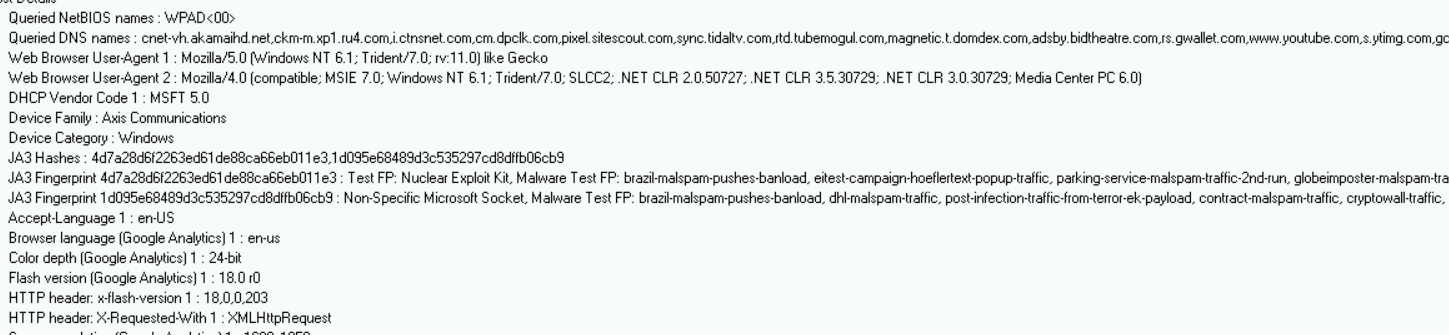 Queried NetBIOS names : WPAD<00>
Queried DNS names : cnet-vh.akamaihd.net,ckm-m.xp1.ru4.com,i.ctnsnet.com,cm.dpclk.com,pixel.sitescout.com,sync.tidaltv.com,rtd.tubemogul.com,magnetic.t.domdex.com,adsby.bidtheatre.com,rs.gwallet.com,www.youtube.com,s.ytimg.com,gc
Web Browser User-Agent 1 : Mozilla/5.0 (Windows NT 6.1; Trident/7.0; rv:11.0) like Gecko
Web Browser User-Agent 2 : Mozilla/4.0 (compatible; MSIE 7.0; Windows NT 6.1; Trident/7.0; SLCC2; .NET CLR 2.0.50727; .NET CLR 3.5.30729; .NET CLR 3.0.30729; Media Center PC 6.0)
DHCP Vendor Code 1 : MSFT 5.0
Device Family : Axis Communications
Device Category : Windows
JA3 Hashes : 4d7a28d6f2263ed61de88ca66eb011e3,1d095e68489d3c535297cd8dffb06cb9
JA3 Fingerprint 4d7a28d6f2263ed61de88ca66eb011e3 : Test FP: Nuclear Exploit Kit, Malware Test FP: brazil-malspam-pushes-banload, eitest-campaign-hoeflertext-popup-traffic, parking-service-malspam-traffic-2nd-run, globeimposter-malspam-tra
JA3 Fingerprint 1d095e68489d3c535297cd8dffb06cb9 : Non-Specific Microsoft Socket, Malware Test FP: brazil-malspam-pushes-banload, dhl-malspam-traffic, post-infection-traffic-from-terror-ek-payload, contract-malspam-traffic, cryptowall-traffic,
Accept-Language 1 : en-US
Browser language (Google Analytics) 1 : en-us
Color depth (Google Analytics) 1 : 24-bit
Flash version (Google Analytics) 1 : 18.0 r0
HTTP header: x-flash-version 1 : 18,0,0,203
HTTP header: X-Requested-With 1 : XMLHttpRequest